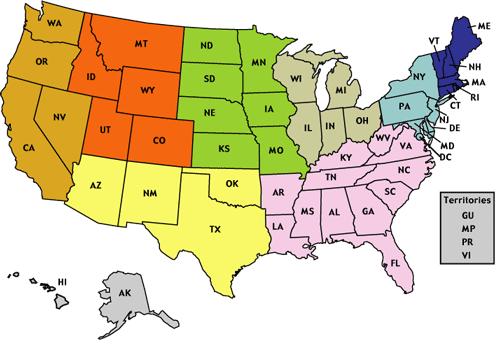 WA
ME
MT
ND
VT
MN
OR
NH
ID
SD
WI
NY
MA
MI
RI
WY
CT
IA
PA
NE
NJ
NV
OH
DE
IL
IN
UT
MD
CO
WV
VA
DC
CA
KS
MO
KY
NC
TN
OK
AZ
NM
AR
SC
Territories
GU
MP
PR
VI
MS
AL
GA
LA
TX
FL
HI
AK